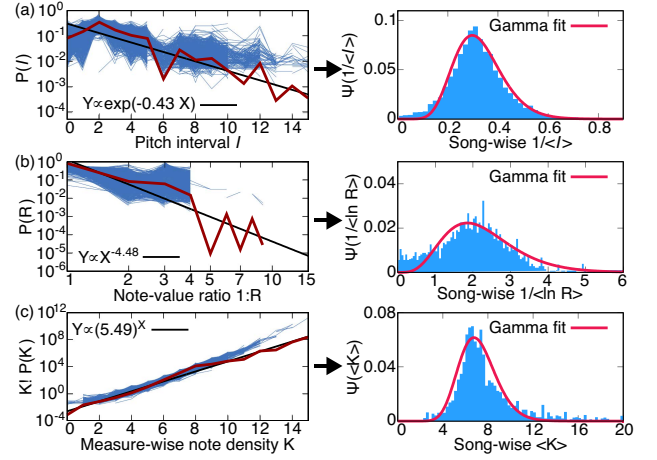 (a)
P(I)
10^0
10^-1
10^-2
10^-3
10^-4
Y∝exp(-0.43 X)
0 2 4 6 8 10 12 14
Pitch interval I
Ψ(1/<I>)
0.1
0.05
0
Gamma fit
0 0.2 0.4 0.6 0.8
Song-wise 1/<I>
(b)
P(R)
10^0
10^-1
10^-2
10^-3
10^-4
10^-5
10^-6
Y∝X^-4.48
1 2 3 4 5 7 10 15
Note-value ratio 1:R
Ψ(1/<ln R>)
0.04
0.02
0
Gamma fit
0 1 2 3 4 5 6
Song-wise 1/<ln R>
(c)
K! P(K)
10^12
10^8
10^4
10^0
10^-4
Y∝(5.49)^X
0 2 4 6 8 10 12 14
Measure-wise note density K
Ψ(<K>)
0.08
0.04
0
Gamma fit
0 4 8 12 16 20
Song-wise <K>